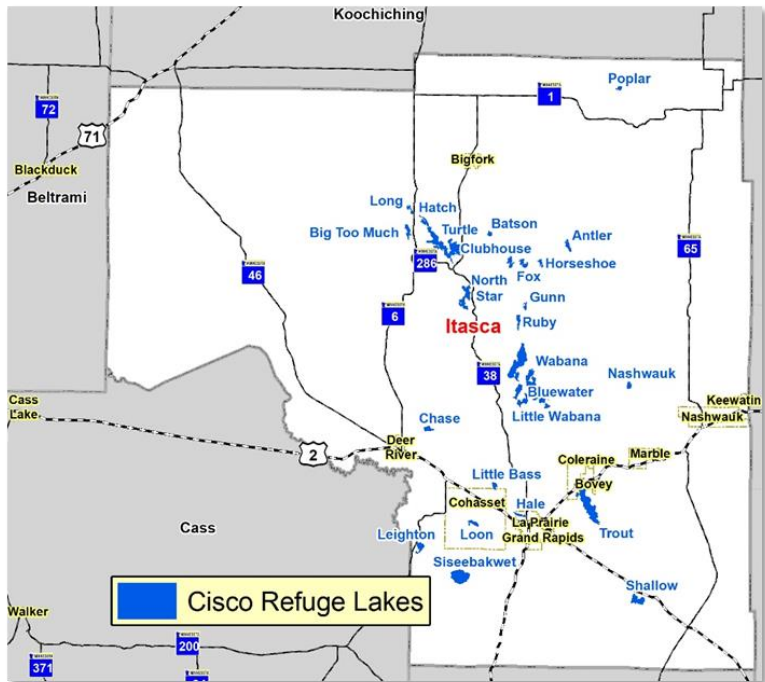 Koochiching
Poplar
1
72
71
Blackduck
Bigfork
Beltrami
Long
Hatch
Big Too Much
Turtle
Batson
Antler
Clubhouse
65
286
46
Horseshoe
Fox
North
Star
Gunn
6
Itasca
Ruby
Wabana
38
Nashwauk
Bluewater
Cass
Lake
Keewatin
Little Wabana
Nashwauk
Chase
Deer
River
2
Marble
Coleraine
Little Bass
Bovey
Cohasset
Hale
Cass
La Prairie
Leighton
Loon
Grand Rapids
Trout
Siseebakwet
Shallow
Cisco Refuge Lakes
Walker
200
371